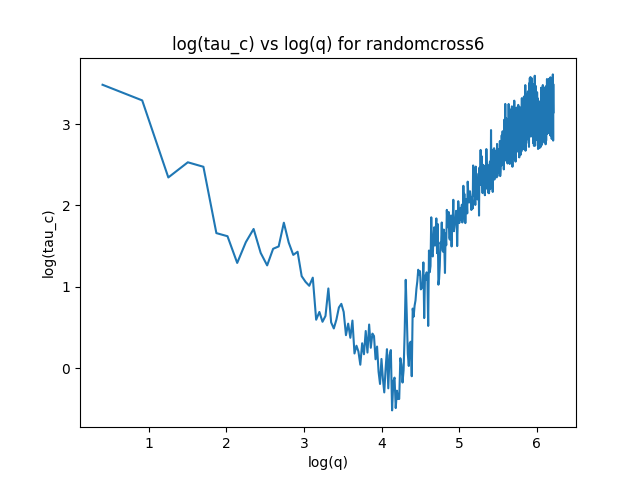 log(tau_c) vs log(q) for randomcross6
3
2
1
0
log(tau_c)
1 2 3 4 5 6
log(q)